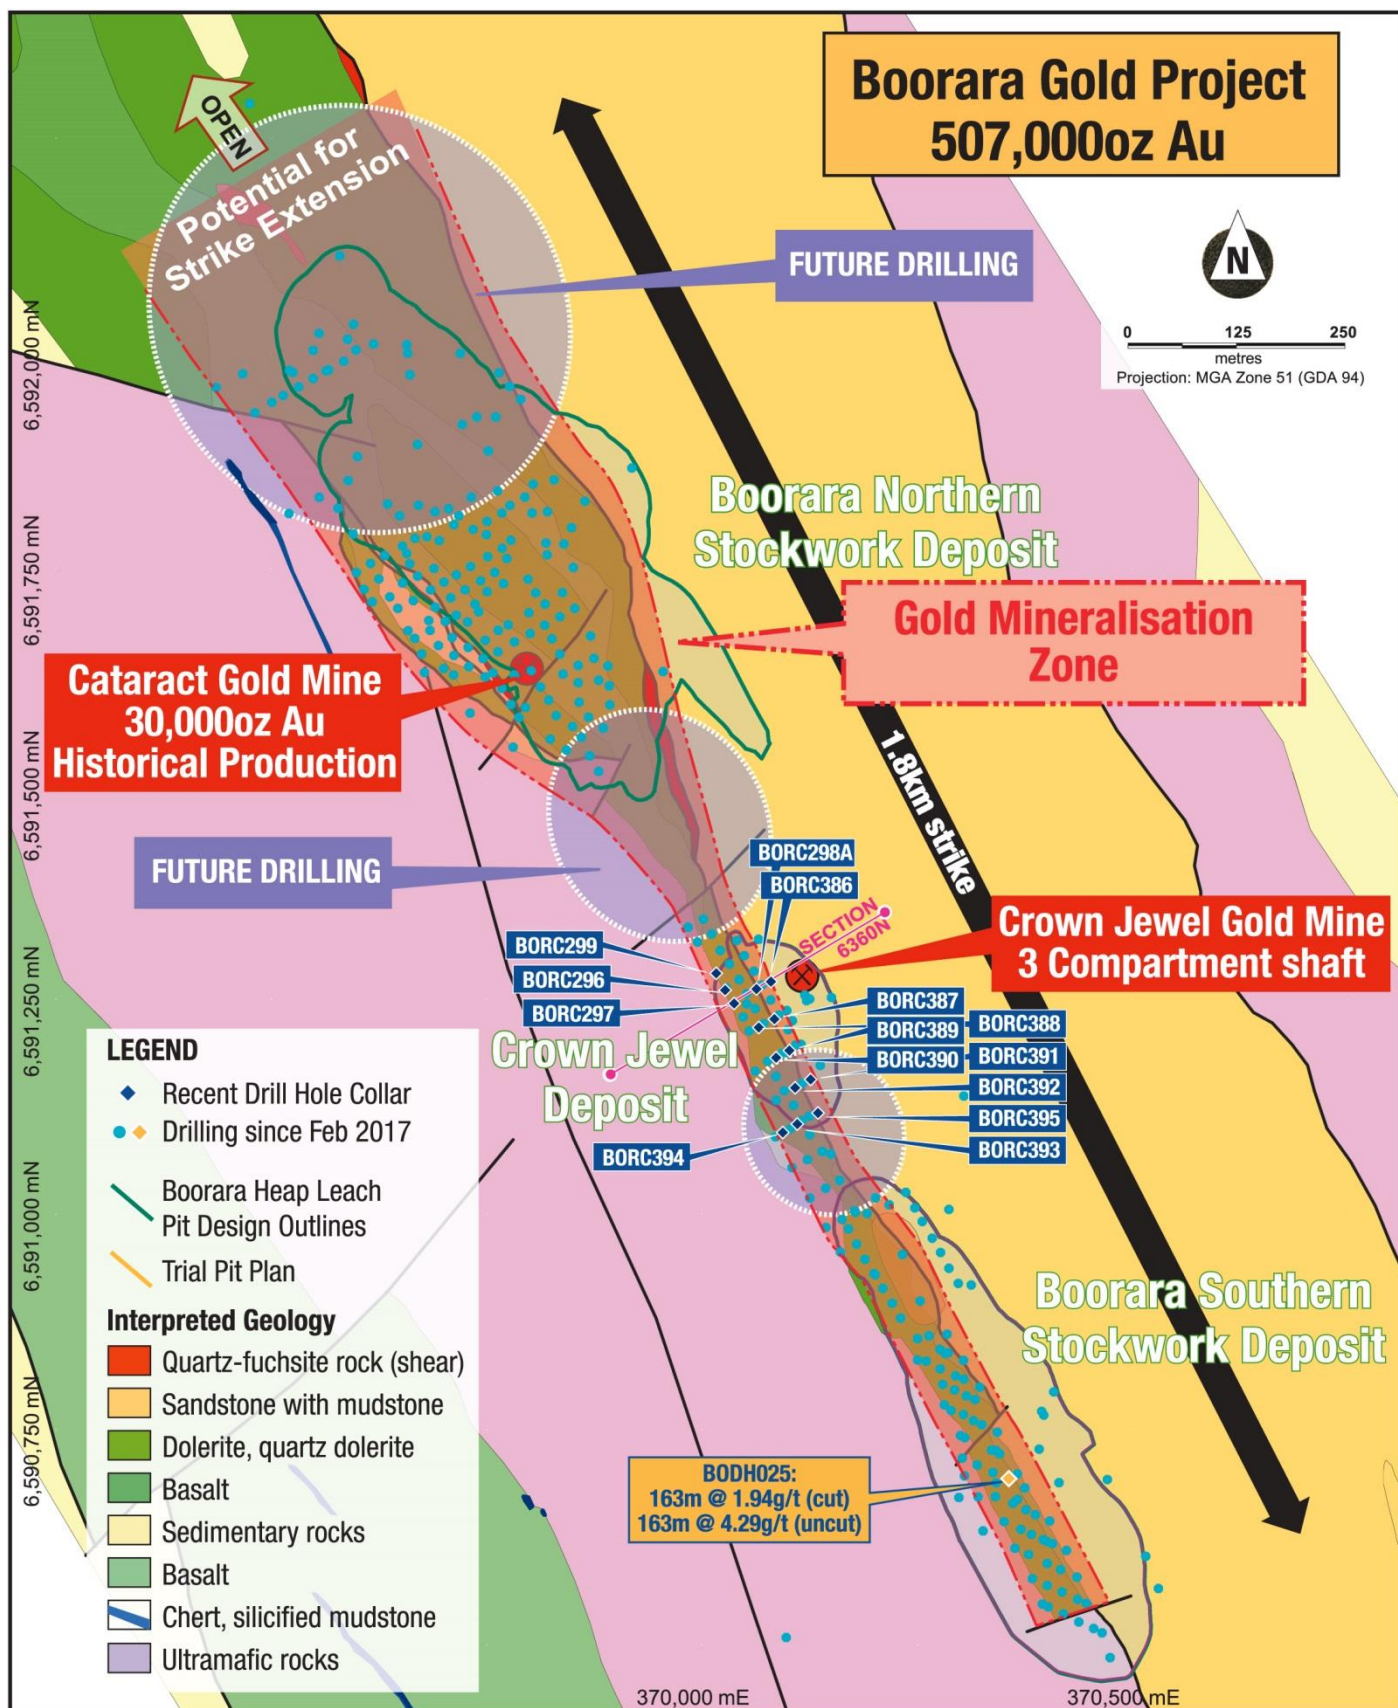 Boorara Gold Project
507,000oz Au
OPEN
Potential for
Strike Extension
N
0 125 250
metres
Projection: MGA Zone 51 (GDA 94)
FUTURE DRILLING
6,592,000 mN
Boorara Northern
Stockwork Deposit
6,591,750 mN
Gold Mineralisation
Zone
Cataract Gold Mine
30,000oz Au
Historical Production
1.8km strike
6,591,500 mN
FUTURE DRILLING
BORC298A
BORC386
SECTION
6360N
Crown Jewel Gold Mine
3 Compartment shaft
BORC299
BORC296
BORC297
BORC387
BORC389
BORC388
BORC390
BORC391
BORC392
BORC395
BORC393
BORC394
Crown Jewel
Deposit
6,591,250 mN
LEGEND
Recent Drill Hole Collar
Drilling since Feb 2017
Boorara Heap Leach
Pit Design Outlines
Trial Pit Plan
Interpreted Geology
Quartz-fuchsite rock (shear)
Sandstone with mudstone
Dolerite, quartz dolerite
Basalt
Sedimentary rocks
Basalt
Chert, silicified mudstone
Ultramafic rocks
6,591,000 mN
Boorara Southern
Stockwork Deposit
6,590,750 mN
BODH025:
163m @ 1.94g/t (cut)
163m @ 4.29g/t (uncut)
370,000 mE
370,500 mE